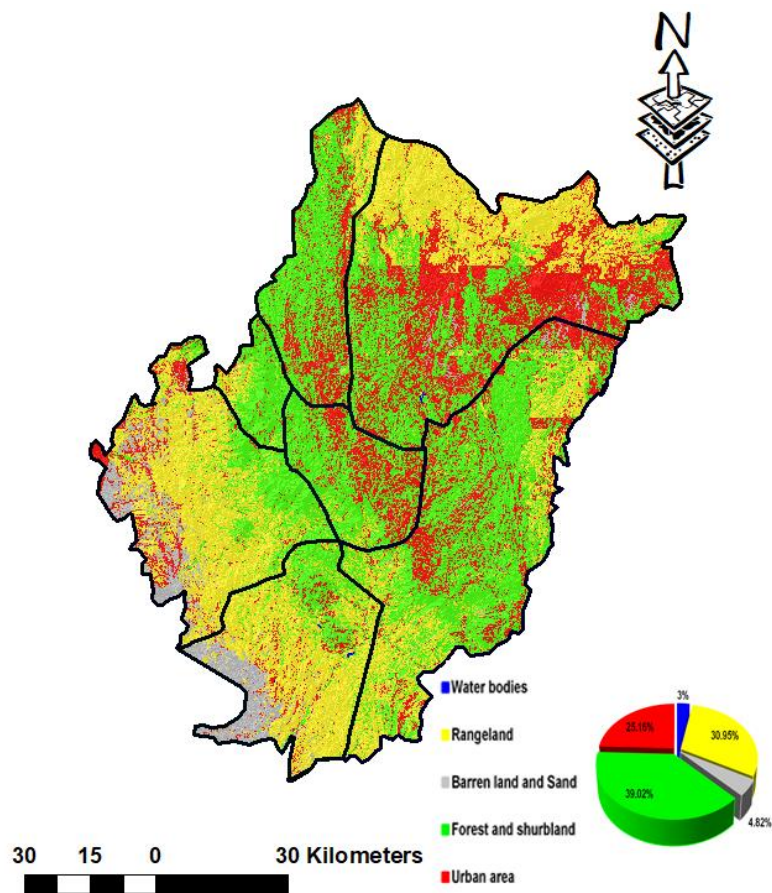 N
Water bodies
Rangeland
Barren land and Sand
Forest and shurbland
Urban area
3%
30.95%
4.82%
39.02%
25.16%
30 15 0 30 Kilometers